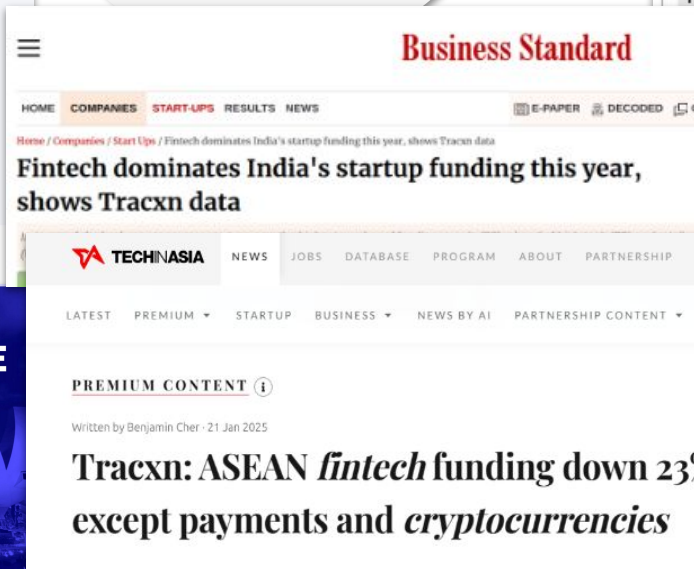 Business Standard
HOME COMPANIES START-UPS RESULTS NEWS E-PAPER DECODED
Home / Companies / Start Ups / Fintech dominates India's startup funding this year, shows Tracxn data
Fintech dominates India's startup funding this year,
shows Tracxn data
TECHINASIA NEWS JOBS DATABASE PROGRAM ABOUT PARTNERSHIP
LATEST PREMIUM STARTUP BUSINESS NEWS BY AI PARTNERSHIP CONTENT
E
PREMIUM CONTENT i
Written by Benjamin Cher · 21 Jan 2025
Tracxn: ASEAN fintech funding down 23%
except payments and cryptocurrencies